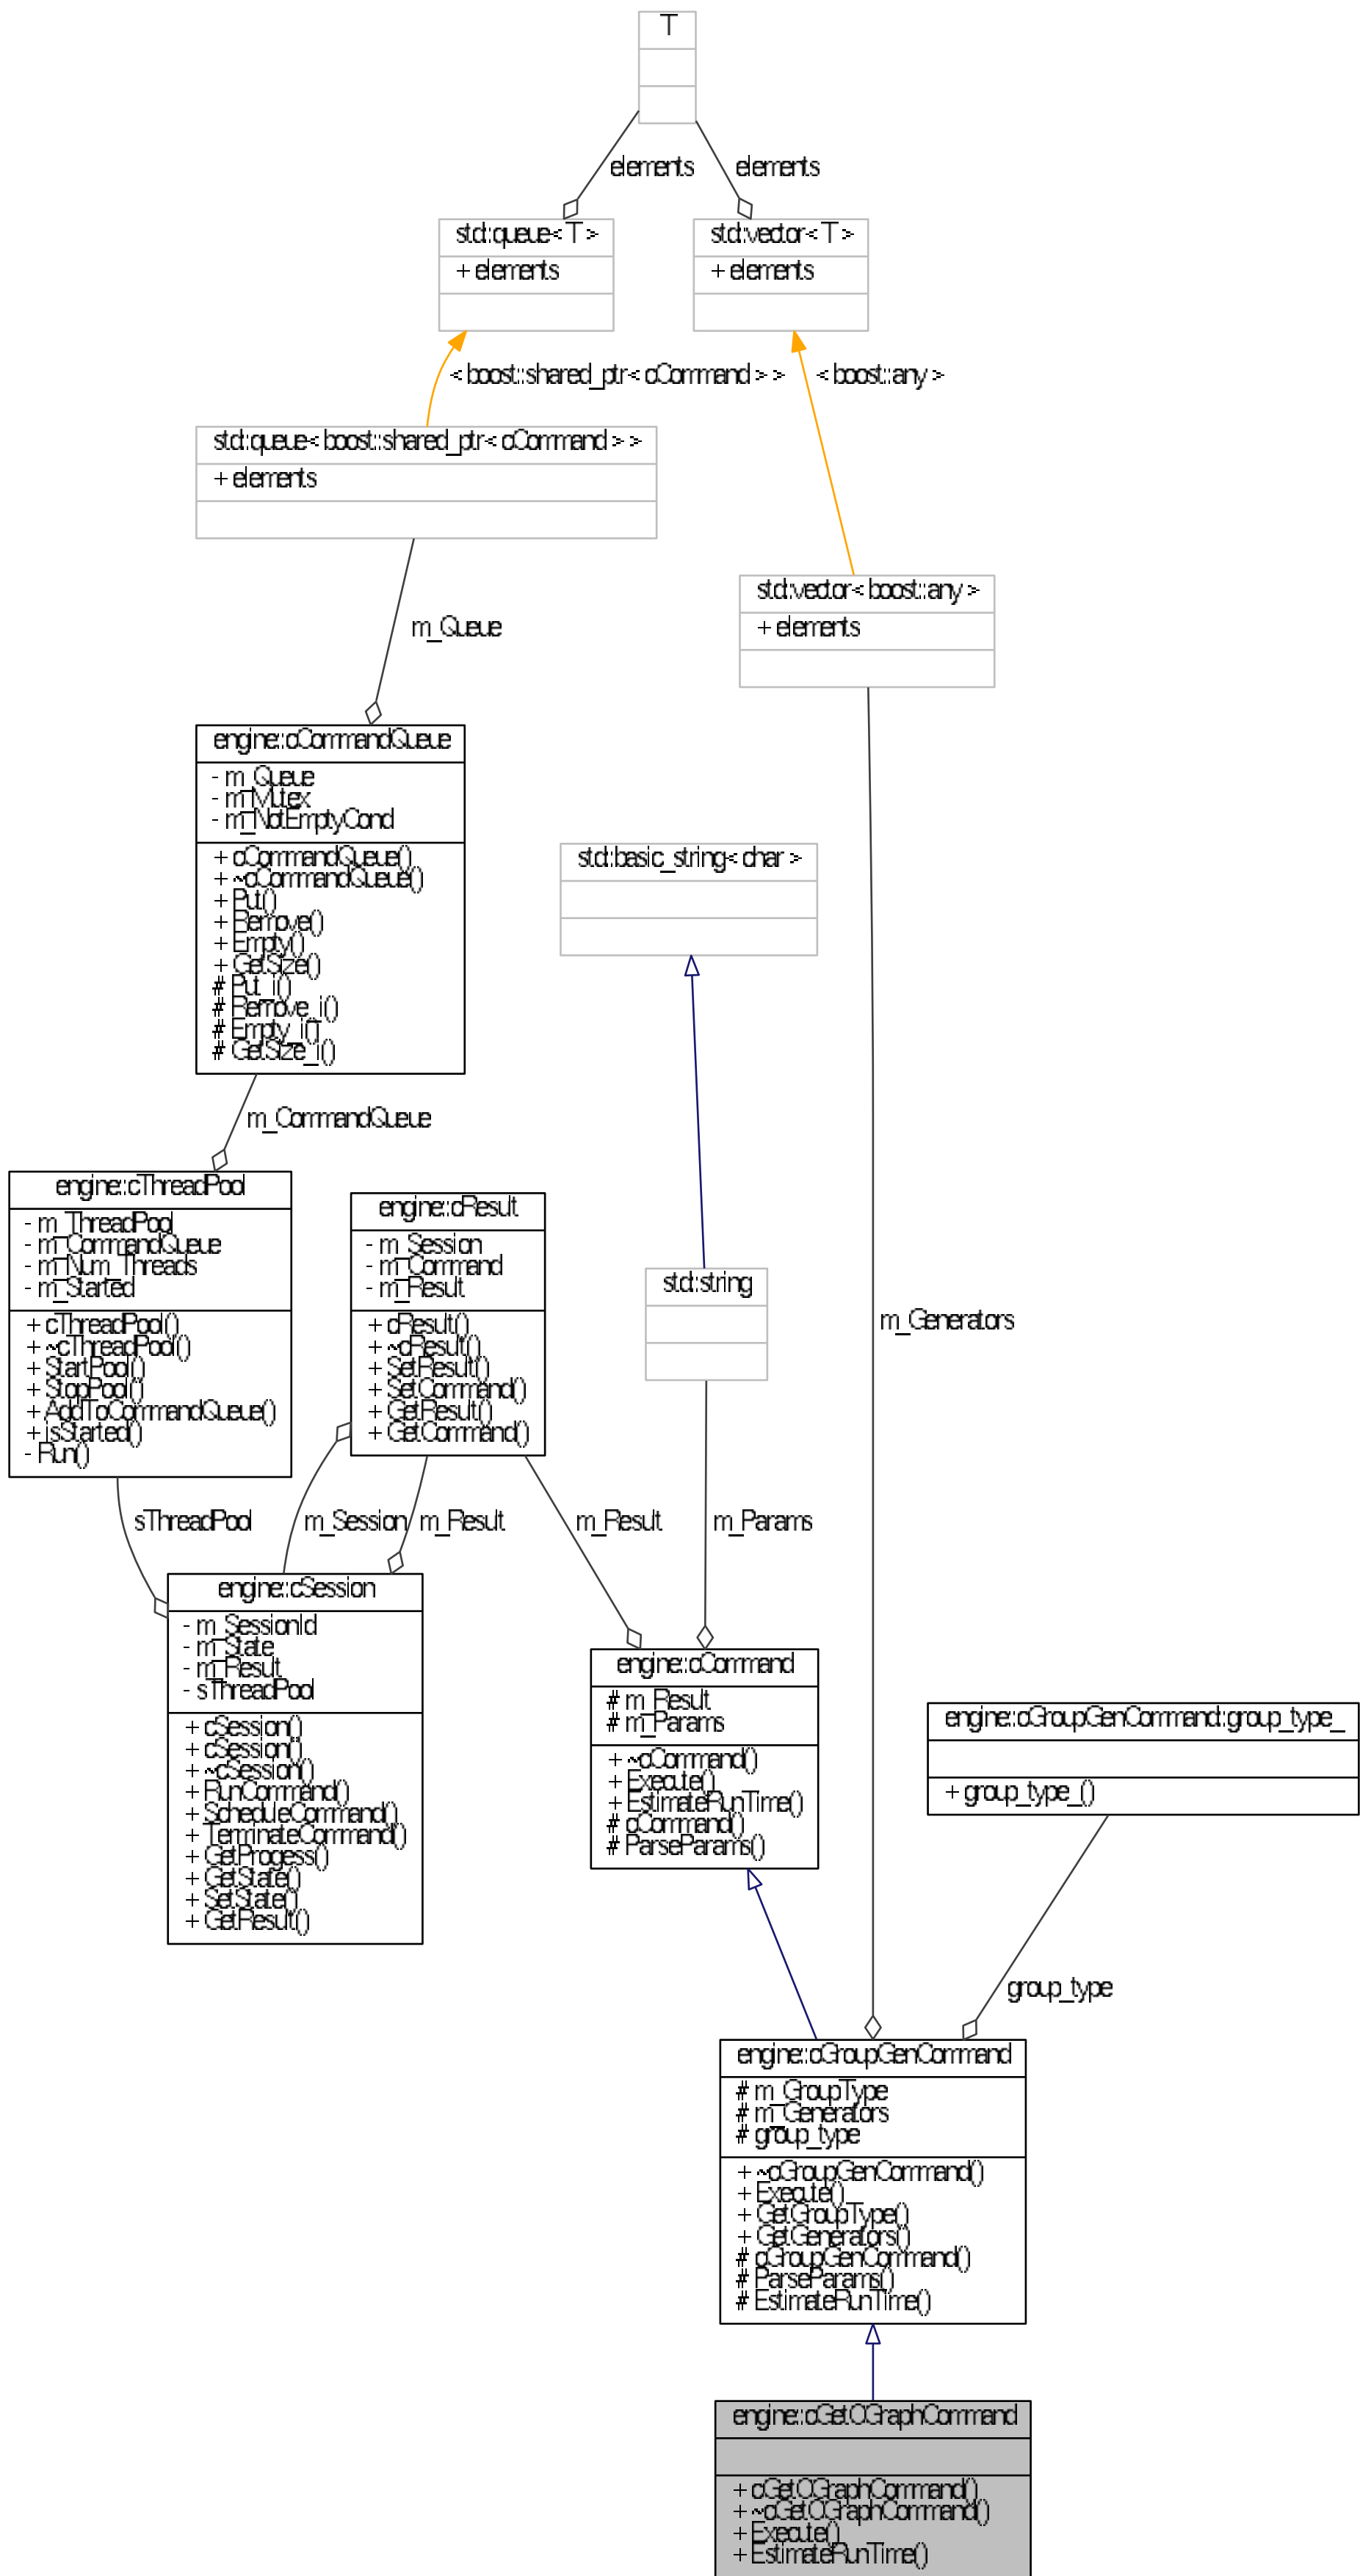 T
elements
elements
std::queue< T >
+ elements
std::vector< T >
+ elements
< boost::shared_ptr< cCommand > >
< boost::any >
std::queue< boost::shared_ptr< cCommand > >
+ elements
std::vector< boost::any >
+ elements
m_Queue
engine::cCommandQueue
- m_Queue
- m_Mutex
- m_NotEmptyCond
+ cCommandQueue()
+ ~cCommandQueue()
+ Put()
+ Remove()
+ Empty()
+ GetSize()
# Put_i()
# Remove_i()
# Empty_i()
# GetSize_i()
std::basic_string< char >
m_CommandQueue
engine::cThreadPool
- m_ThreadPool
- m_CommandQueue
- m_Num_Threads
- m_Started
+ cThreadPool()
+ ~cThreadPool()
+ StartPool()
+ StopPool()
+ AddToCommandQueue()
+ isStarted()
- Run()
engine::cResult
- m_Session
- m_Command
- m_Result
+ cResult()
+ ~cResult()
+ SetResult()
+ SetCommand()
+ GetResult()
+ GetCommand()
std::string
m_Generators
sThreadPool
m_Session
m_Result
m_Result
m_Params
engine::cSession
- m_SessionId
- m_State
- m_Result
- sThreadPool
+ cSession()
+ cSession()
+ ~cSession()
+ RunCommand()
+ ScheduleCommand()
+ TerminateCommand()
+ GetProgess()
+ GetState()
+ SetState()
+ GetResult()
engine::cCommand
# m_Result
# m_Params
+ ~cCommand()
+ Execute()
+ EstimateRunTime()
# cCommand()
# ParseParams()
engine::cGroupGenCommand::group_type_
+ group_type_()
group_type
engine::cGroupGenCommand
# m_GroupType
# m_Generators
# group_type
+ ~cGroupGenCommand()
+ Execute()
+ GetGroupType()
+ GetGenerators()
# cGroupGenCommand()
# ParseParams()
# EstimateRunTime()
engine::cGetOGraphCommand
+ cGetOGraphCommand()
+ ~cGetOGraphCommand()
+ Execute()
+ EstimateRunTime()